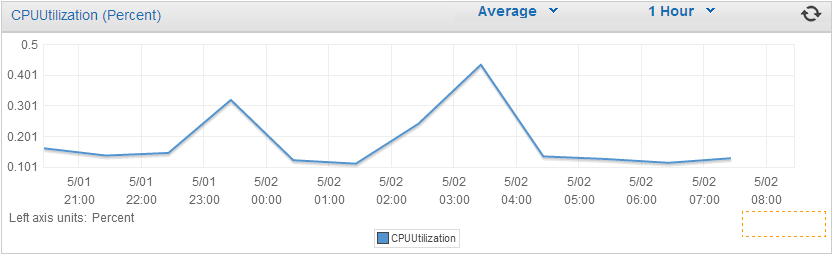 CPUUtilization (Percent) Average 1 Hour
0.5
0.401
0.301
0.201
0.101
5/01 5/01 5/01 5/02 5/02 5/02 5/02 5/02 5/02 5/02 5/02 5/02
21:00 22:00 23:00 00:00 01:00 02:00 03:00 04:00 05:00 06:00 07:00 08:00
Left axis units: Percent
CPUUtilization